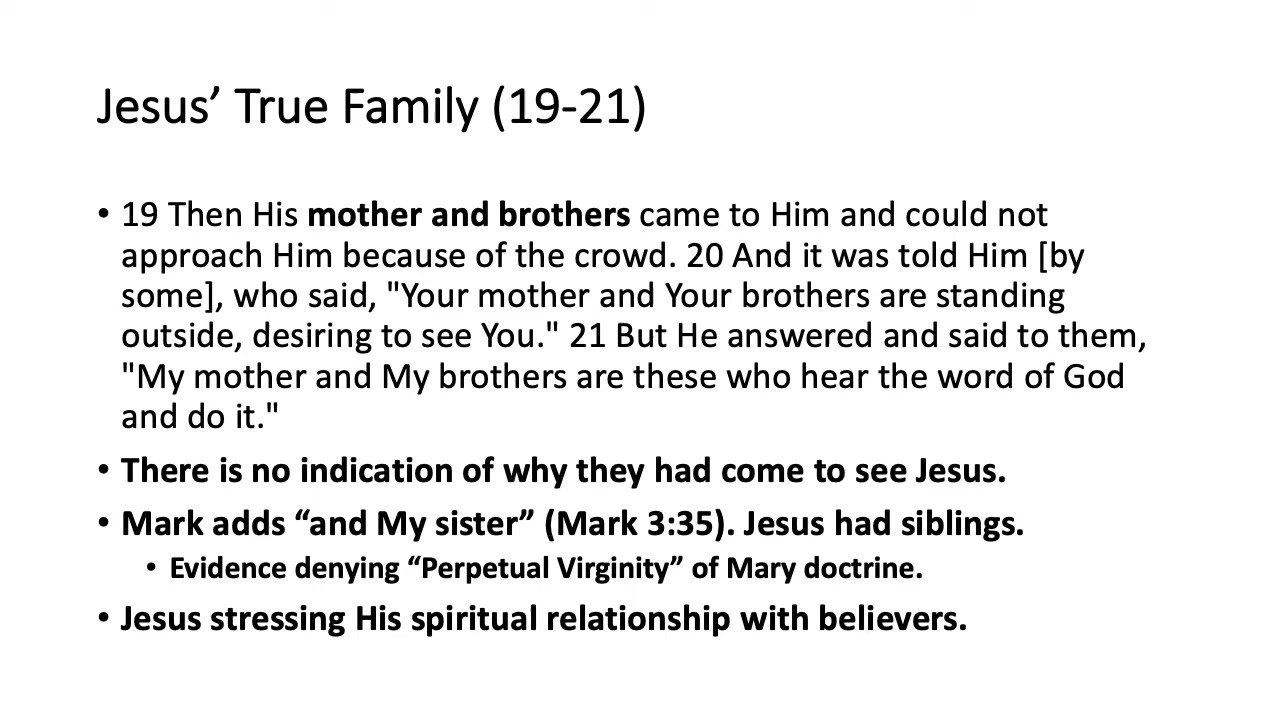 Jesus’ True Family (19-21)
• 19 Then His mother and brothers came to Him and could not
approach Him because of the crowd. 20 And it was told Him [by
some], who said, "Your mother and Your brothers are standing
outside, desiring to see You." 21 But He answered and said to them,
"My mother and My brothers are these who hear the word of God
and do it."
• There is no indication of why they had come to see Jesus.
• Mark adds “and My sister” (Mark 3:35). Jesus had siblings.
• Evidence denying “Perpetual Virginity” of Mary doctrine.
• Jesus stressing His spiritual relationship with believers.